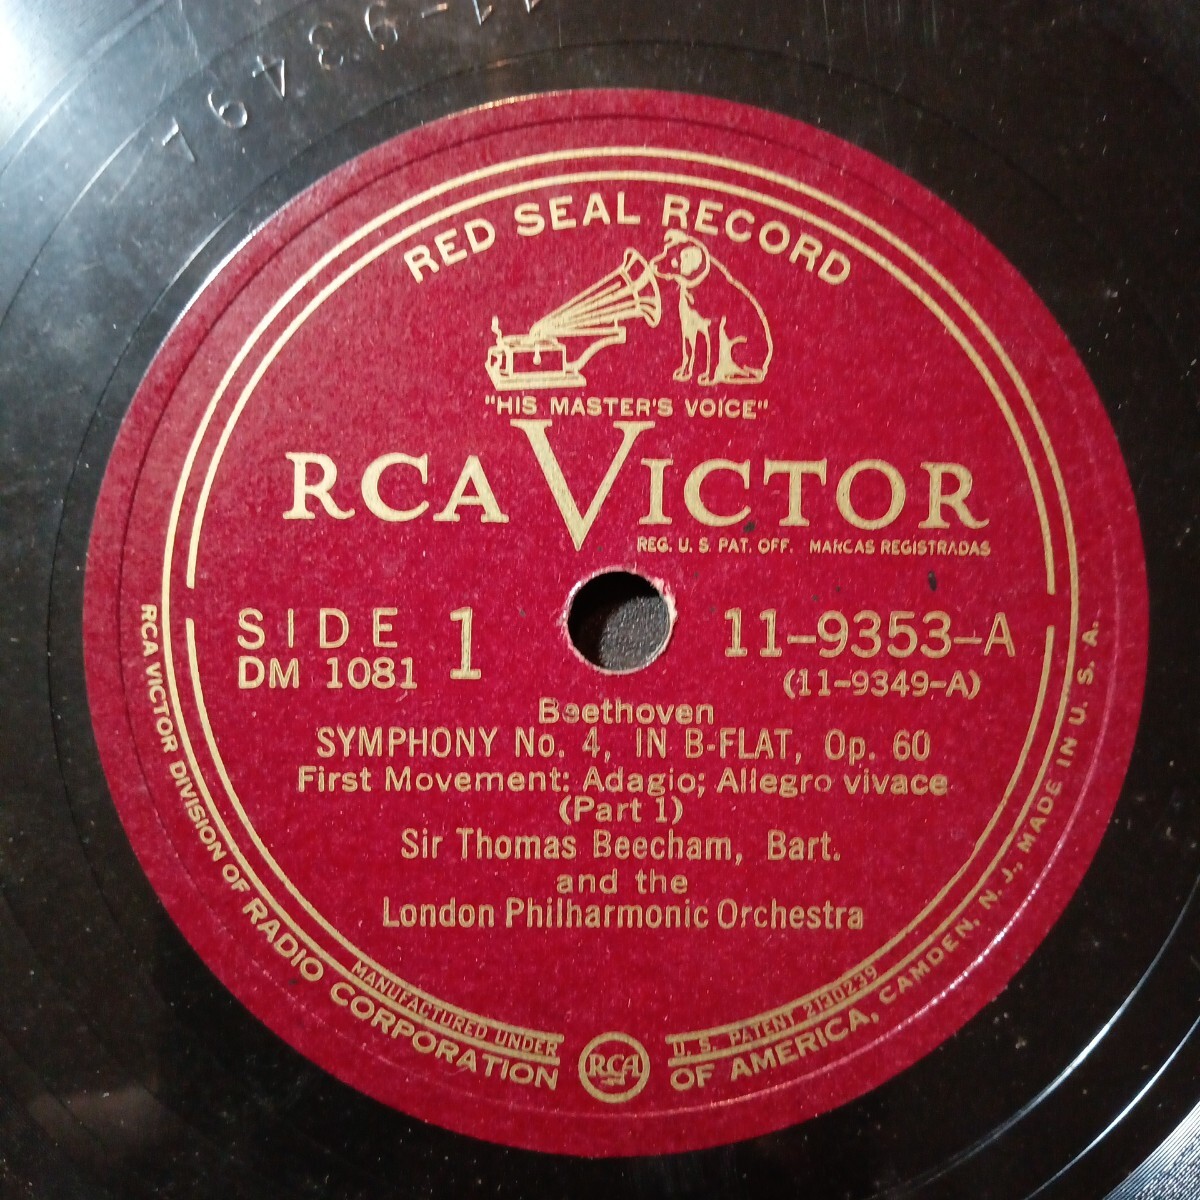 11-9349A
RED SEAL RECORD
"HIS MASTER'S VOICE"
RCA VICTOR
REG. U. S. PAT. OFF. MARCAS REGISTRADAS
SIDE 1
DM 1081
11-9353-A
(11-9349-A)
Beethoven
SYMPHONY No. 4, IN B-FLAT, Op. 60
First Movement: Adagio; Allegro vivace
(Part 1)
Sir Thomas Beecham, Bart.
and the
London Philharmonic Orchestra
MANUFACTURED UNDER U. S. PATENT 2130239
RCA VICTOR DIVISION OF RADIO CORPORATION OF AMERICA, CAMDEN, N. J., MADE IN U. S. A.
RCA